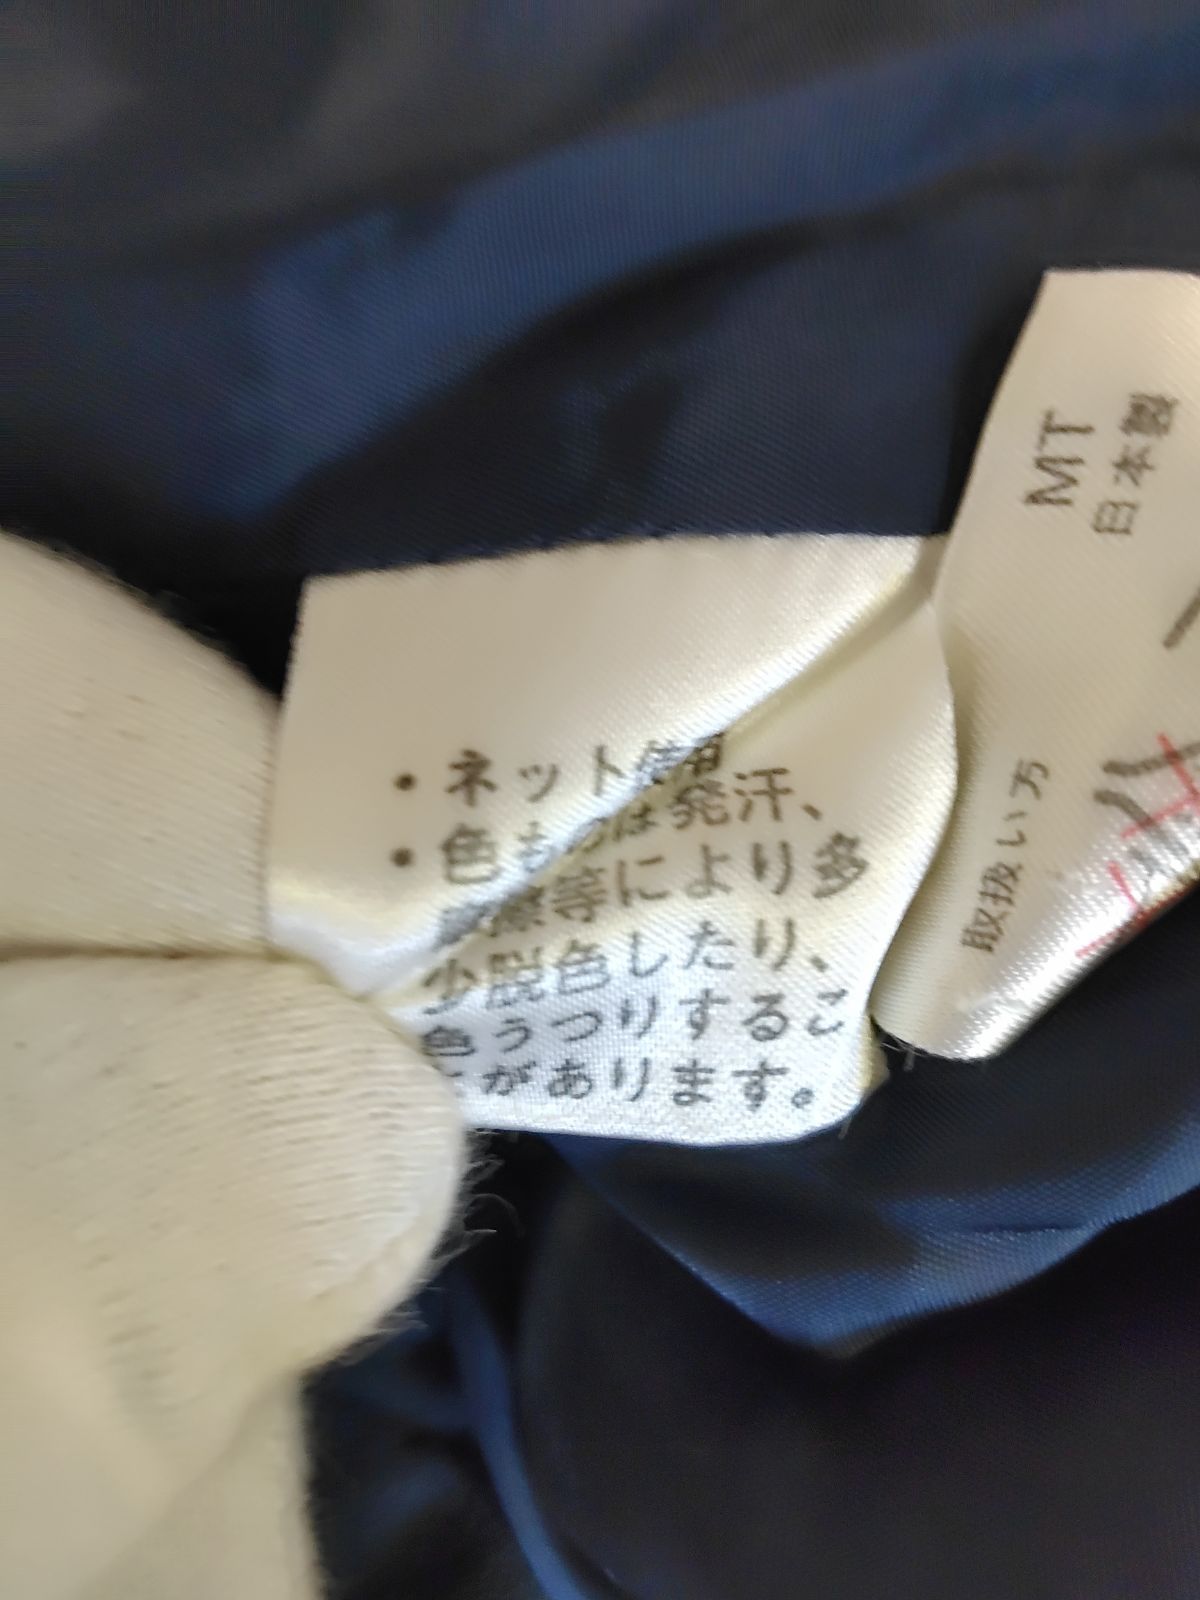 ・ネット使用
・色ものは発汗、
摩擦等により多
少脱色したり、
色うつりするこ
とがあります。
MT
日本製
取扱い方